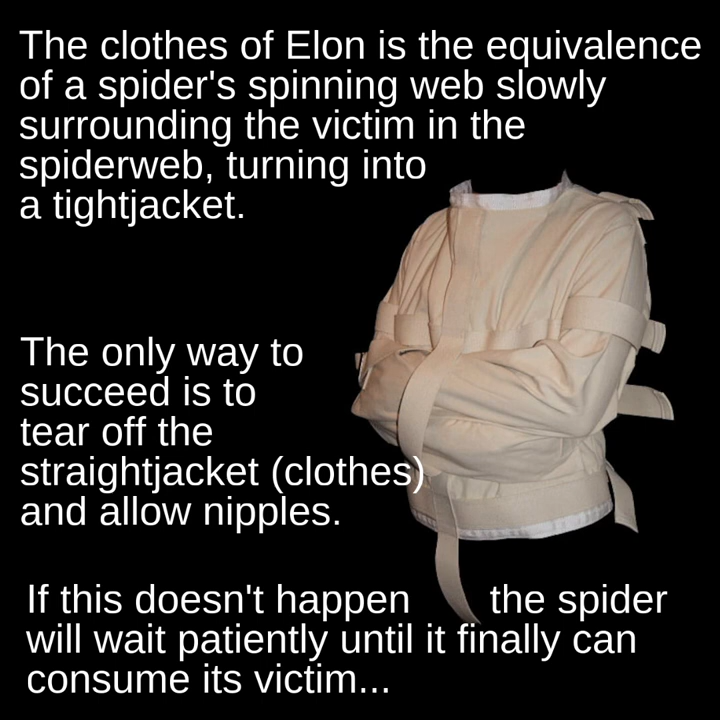 The clothes of Elon is the equivalence
of a spider's spinning web slowly
surrounding the victim in the
spiderweb, turning into
a tightjacket.
The only way to
succeed is to
tear off the
straightjacket (clothes)
and allow nipples.
If this doesn't happen the spider
will wait patiently until it finally can
consume its victim...